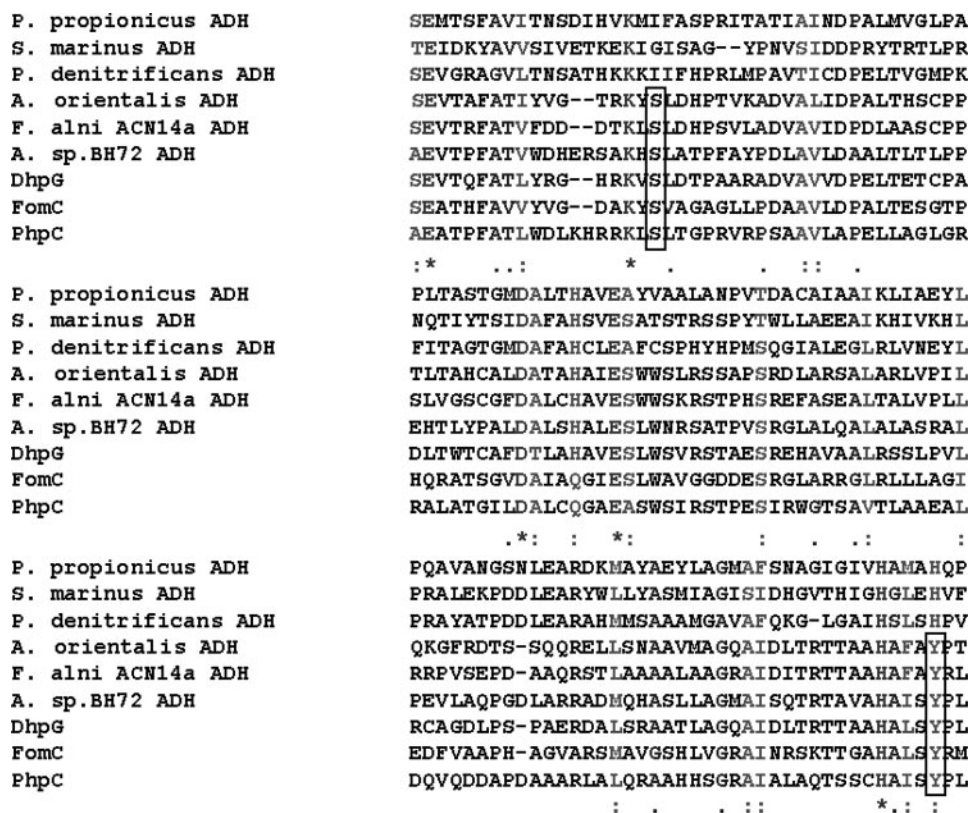 P. propionicus ADH SEMTSFAVITNSDIHVKMIFASPRITATIAINDPALMVGLPA
S. marinus ADH TEIDKYAVVSIVETKEKIGISAG--YPNVSIDDPRYTRTLPR
P. denitrificans ADH SEVGRAGVLTNSATHKKKIIFHPRLMPAVTICDPELTVGMPK
A. orientalis ADH SEVTAFATIYVG--TRKYSLDHPTVKADVALIDPALTHSCPP
F. alni ACN14a ADH SEVTRFATVFDD--DTKLSLDHPSVLADVAVIDPDLAASCPP
A. sp.BH72 ADH AEVTPFATVWDHERSAKHSLATPFAYPDLAVLDAALTLTLPP
DhpG SEVTQFATLYRG--HRKVSLDTPAARADVAVVDPELTETCPA
FomC SEATHFAVVYVG--DAKYSVAGAGLLPDAAVLDPALTESGTP
PhpC AEATPFATLWDLKHRRKLSLTGPRVRPSAAVLAPELLAGLGR
:* ..: * . . :: .
P. propionicus ADH PLTASTGMDALTHAVEAYVAALANPVTDACAIAAIKLIAEYL
S. marinus ADH NQTIYTSIDAFAHSVESATSTRSSPYTWLLAEEAIKHIVKHL
P. denitrificans ADH FITAGTGMDAFAHCLEAFCSPHYHPMSQGIALEGLRLVNEYL
A. orientalis ADH TLTAHCALDATAHAIESWWSLRSSAPSRDLARSALARLVPIL
F. alni ACN14a ADH SLVGSCGFDALCHAVESWWSKRSTPHSREFASEALTALVPLL
A. sp.BH72 ADH EHTLYPALDALSHALESLWNRSATPVSRGLALQALALASRAL
DhpG DLTWTCAFDTLAHAVESWWSVRSTAESREHAVAALRSSLPVL
FomC HQRATSGVDAIAQGIESLWAVGGDDESRGLARRGLRLLLAGI
PhpC RALATGILDALCQGAEASWSIRSTPESIRWGTSAVTLAAEAL
.*: : *: : . .: :
P. propionicus ADH PQAVANGSNLEARDKMAYAEYLAGMAFSNAGIGIVHAMAHQP
S. marinus ADH PRALEKPDDLEARYWLLYASMIAGISIDHGVTHIGHGLEHVF
P. denitrificans ADH PRAYATPDDLEARAHMMSAAAMGAVAFQKG-LGAIHSLSHPV
A. orientalis ADH QKGFRDTS-SQQRELLSNAAVMAGQAIDLTRTTAAHAFAYPT
F. alni ACN14a ADH RRPVSEPD-AAQRSTLAAAALAAGRAIDITRTTAAHAFAYRL
A. sp.BH72 ADH PEVLAQPGDLARRADMQHASLLAGMAISQTRTAVAHAISYPL
DhpG RCAGDLPS-PAERDALSRAATLAGQAIDLTRTTAAHALSYPL
FomC EDFVAAPH-AGVARSMAVGSHLVGRAINRSKTTGAHALSYRM
PhpC DQVQDDAPDAAARLALQRAAHHSGRAIALAQTSSCHAISYPL
: . . :: *.: :